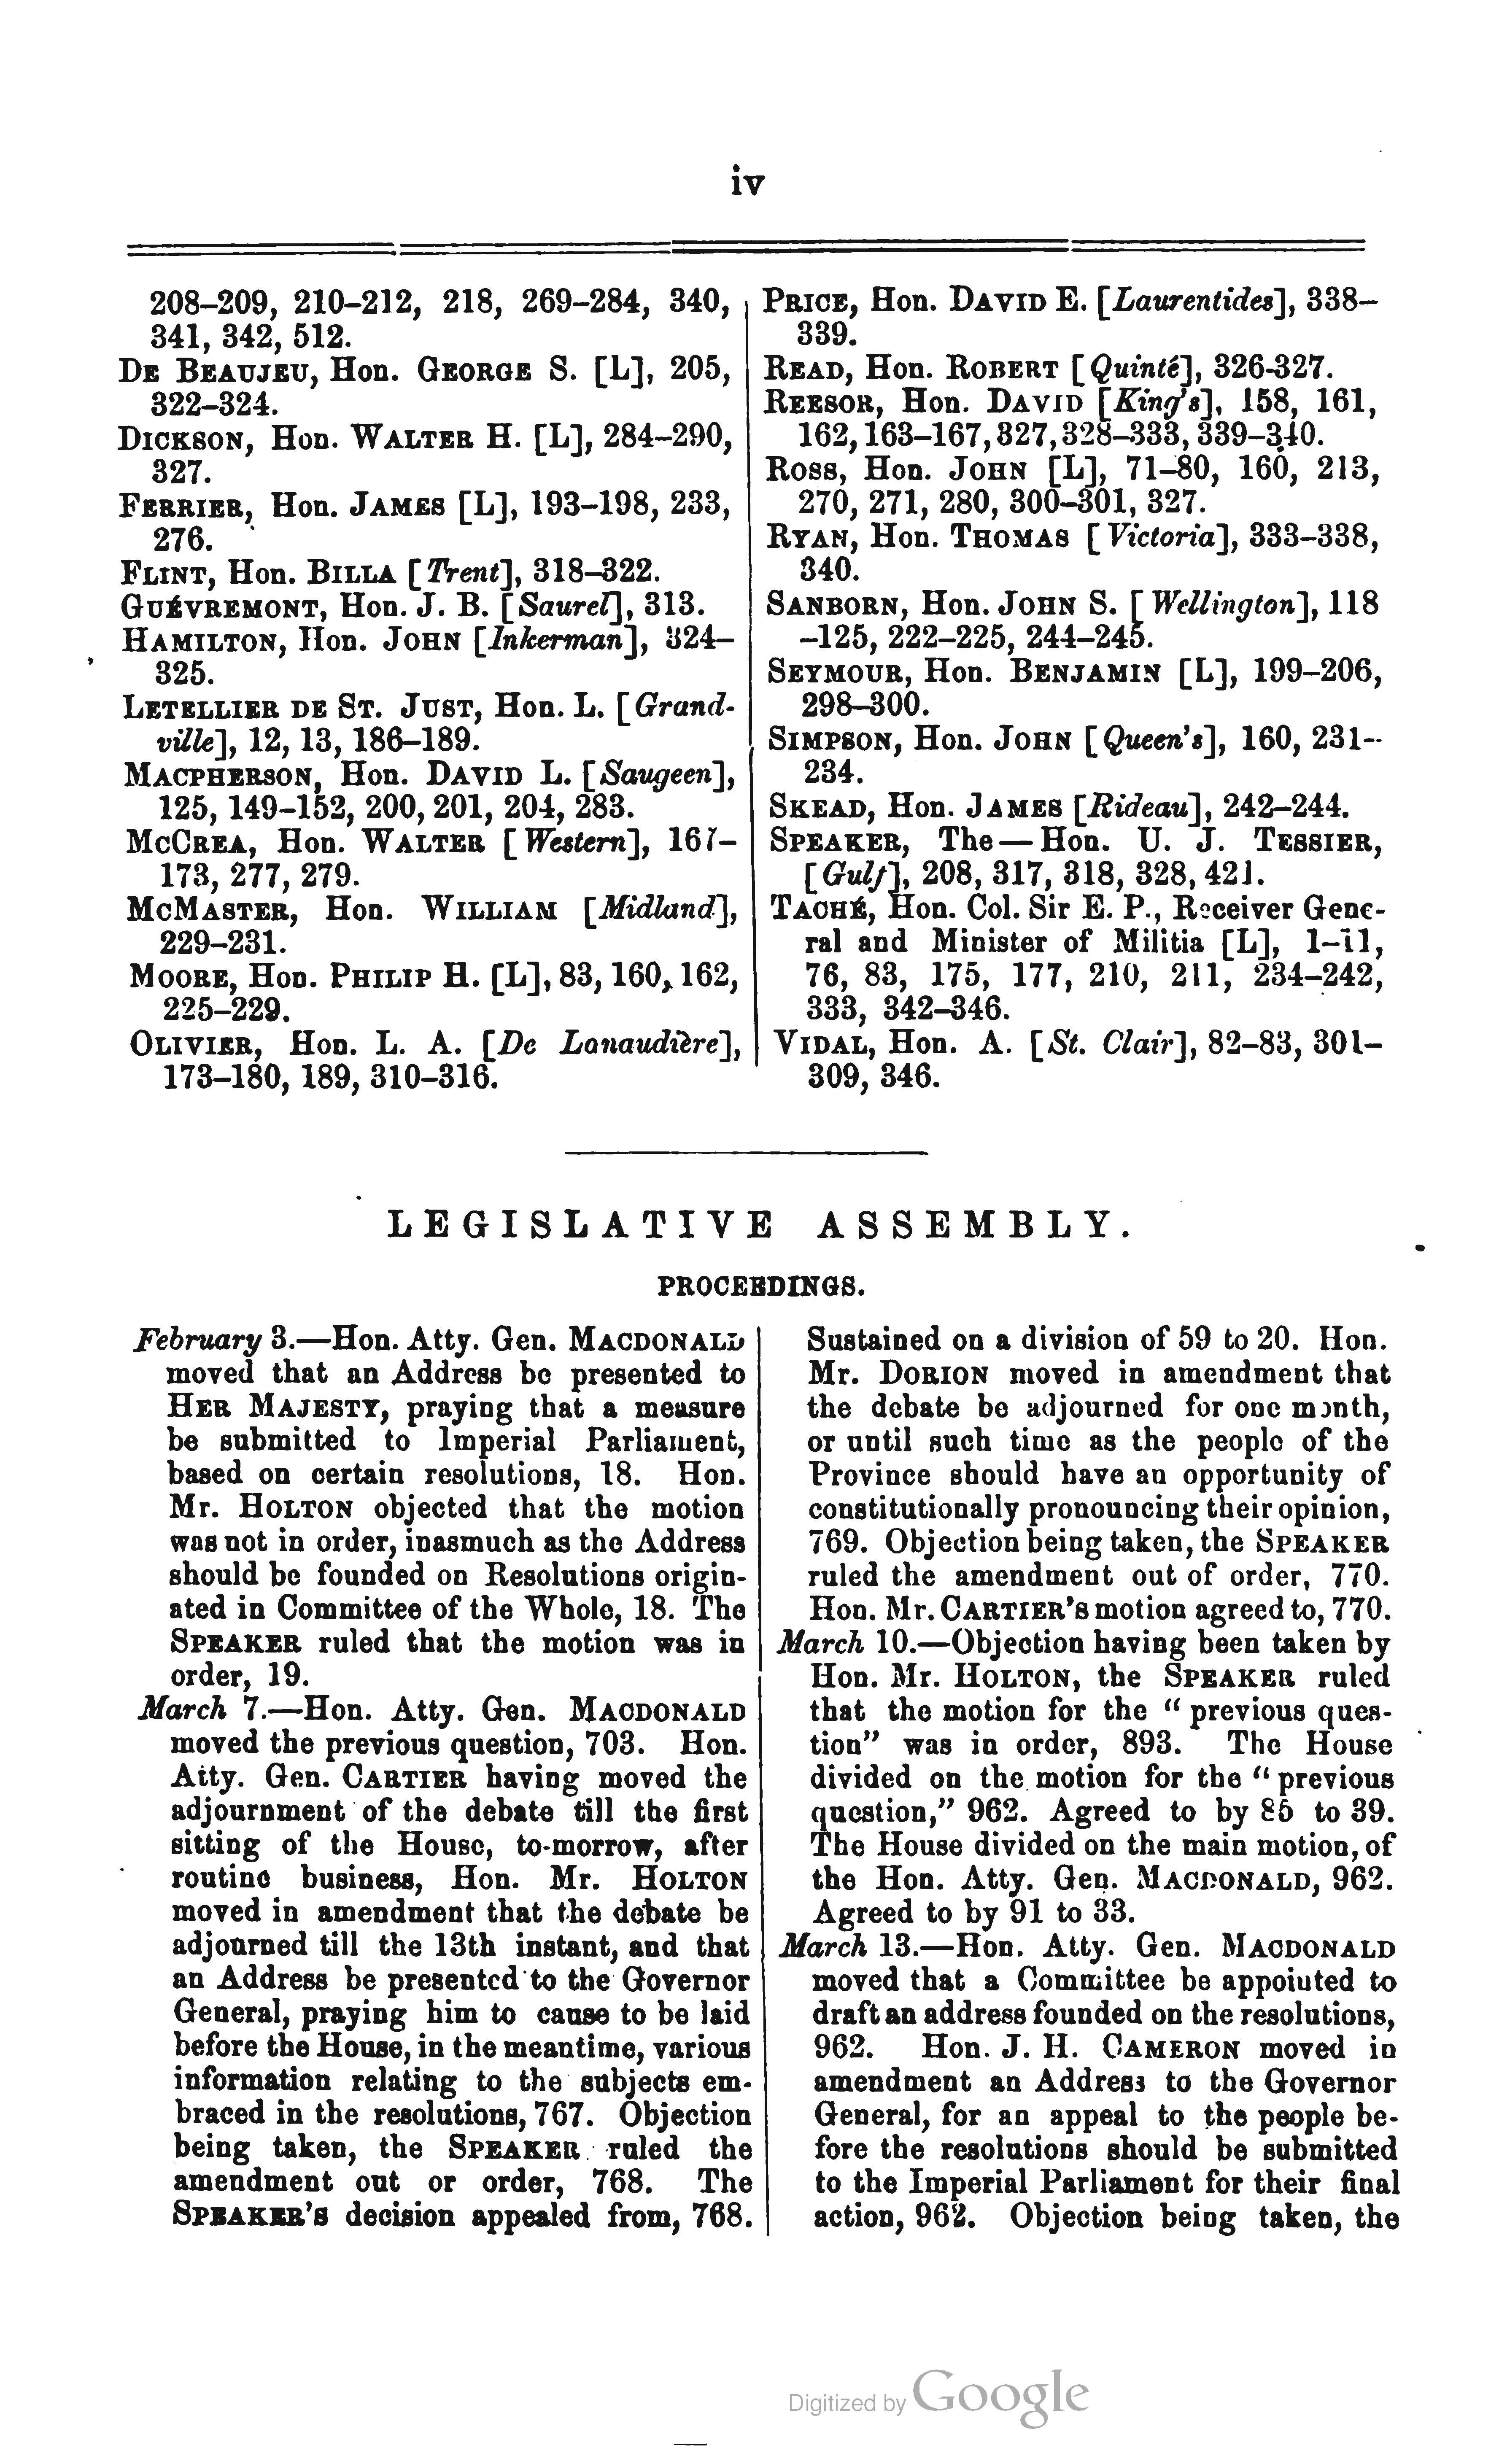 iv
208–209, 210–212, 218, 269–284, 340,
341, 342, 512.
DE BEAUJEU, Hon. GEORGE S. [L], 205,
322–324.
DICKSON, Hon. WALTER H. [L], 284–290,
327.
FERRIER, Hon. JAMES [L], 193–198, 233,
276.
FLINT, Hon. BILLA [Trent], 318–322.
GUÉVREMONT, Hon. J. B. [Saurel], 313.
HAMILTON, Hon. JOHN [Inkerman], 324–
325.
LETELLIER DE ST. JUST, Hon. L. [Grand-
ville], 12, 13, 186–189.
MACPHERSON, Hon. DAVID L. [Saugeen],
125, 149–152, 200, 201, 204, 283.
MCCREA, Hon. WALTER [Western], 167–
173, 277, 279.
MCMASTER, Hon. WILLIAM [Midland],
229–231.
MOORE, Hon. PHILIP H. [L], 83, 160, 162,
225–229.
OLIVIER, Hon. L. A. [De Lanaudière],
173–180, 189, 310–316.
PRICE, Hon. DAVID E. [Laurentides], 338–
339.
READ, Hon. ROBERT [Quinté], 326-327.
REESOR, Hon. DAVID [King's], 158, 161,
162, 163–167, 327, 328–333, 339–340.
ROSS, Hon. JOHN [L], 71–80, 160, 213,
270, 271, 280, 300–301, 327.
RYAN, Hon. THOMAS [Victoria], 333–338,
340.
SANBORN, Hon. JOHN S. [Wellington], 118
–125, 222–225, 244–245.
SEYMOUR, Hon. BENJAMIN [L], 199–206,
298–300.
SIMPSON, Hon. JOHN [Queen's], 160, 231–
234.
SKEAD, Hon. JAMES [Rideau], 242–244.
SPEAKER, The—Hon. U. J. TESSIER,
[Gulf], 208, 317, 318, 328, 421.
TACHÉ, Hon. Col. Sir E. P., Receiver Gene-
ral and Minister of Militia [L], 1–11,
76, 83, 175, 177, 210, 211, 234–242,
333, 342–346.
VIDAL, Hon. A. [St. Clair], 82–83, 301–
309, 346.
LEGISLATIVE ASSEMBLY.
PROCEEDINGS.
February 3.—Hon. Atty. Gen. MACDONALD
moved that an Address be presented to
HER MAJESTY, praying that a measure
be submitted to Imperial Parliament,
based on certain resolutions, 18. Hon.
Mr. HOLTON objected that the motion
was not in order, inasmuch as the Address
should be founded on Resolutions origin-
ated in Committee of the Whole, 18. The
SPEAKER ruled that the motion was in
order, 19.
March 7.—Hon. Atty. Gen. MACDONALD
moved the previous question, 703. Hon.
Atty. Gen. CARTIER having moved the
adjournment of the debate till the first
sitting of the House, to-morrow, after
routine business, Hon. Mr. HOLTON
moved in amendment that the debate be
adjourned till the 13th instant, and that
an Address be presented to the Governor
General, praying him to cause to be laid
before the House, in the meantime, various
information relating to the subjects em-
braced in the resolutions, 767. Objection
being taken, the SPEAKER ruled the
amendment out or order, 768. The
SPEAKER'S decision appealed from, 768.
Sustained on a division of 59 to 20. Hon.
Mr. DORION moved in amendment that
the debate be adjourned for one month,
or until such time as the people of the
Province should have an opportunity of
constitutionally pronouncing their opinion,
769. Objection being taken, the SPEAKER
ruled the amendment out of order, 770.
Hon. Mr. CARTIER'S motion agreed to, 770.
March 10.—Objection having been taken by
Hon. Mr. HOLTON, the SPEAKER ruled
that the motion for the "previous ques-
tion" was in order, 893. The House
divided on the motion for the "previous
question," 962. Agreed to by 85 to 39.
The House divided on the main motion, of
the Hon. Atty. Gen. MACDONALD, 962.
Agreed to by 91 to 33.
March 13.—Hon. Atty. Gen. MACDONALD
moved that a Committee be appointed to
draft an address founded on the resolutions,
962. Hon. J. H. CAMERON moved in
amendment an Address to the Governor
General, for an appeal to the people be-
fore the resolutions should be submitted
to the Imperial Parliament for their final
action, 962. Objection being taken, the
Digitized by Google